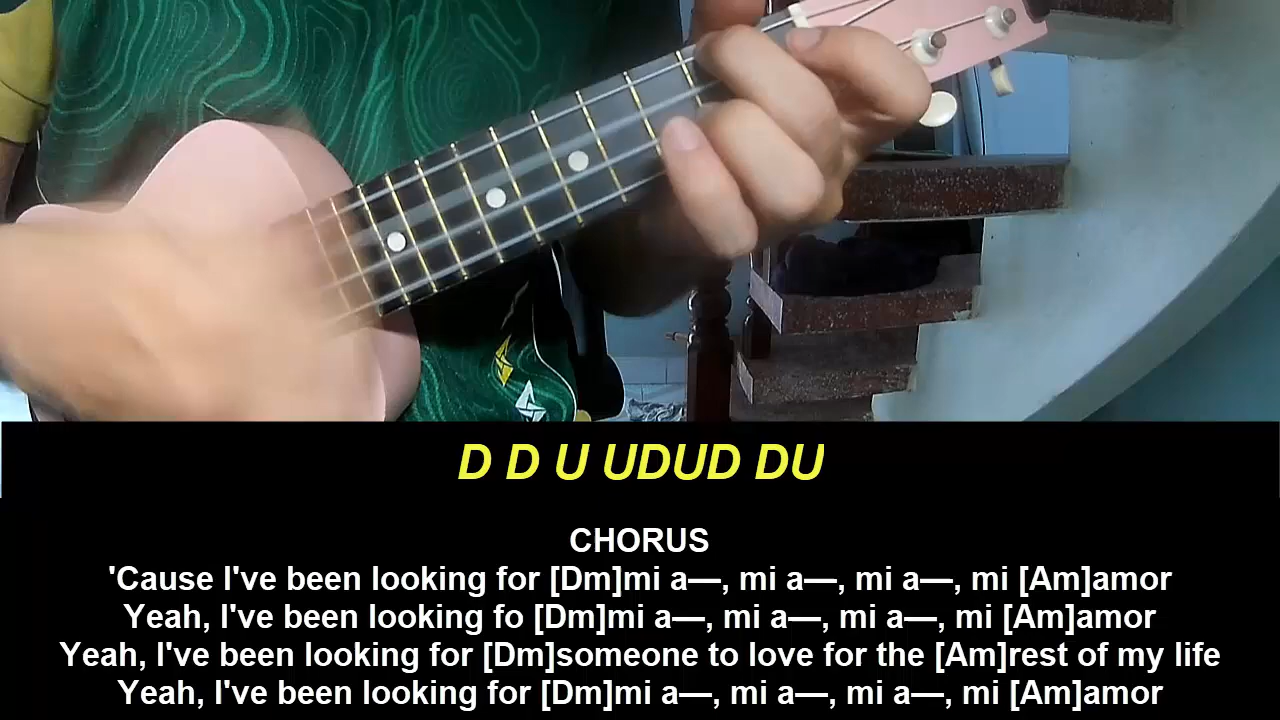 D D U UDUD DU
CHORUS
'Cause I've been looking for [Dm]mi a—, mi a—, mi a—, mi [Am]amor
Yeah, I've been looking fo [Dm]mi a—, mi a—, mi a—, mi [Am]amor
Yeah, I've been looking for [Dm]someone to love for the [Am]rest of my life
Yeah, I've been looking for [Dm]mi a—, mi a—, mi a—, mi [Am]amor